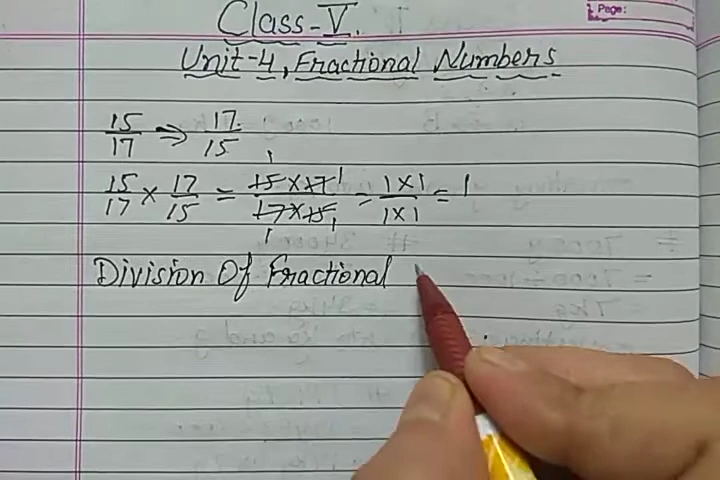 Page:
Class-V.
Unit-4, Fractional Numbers
15/17 ⇒ 17/15
15/17 × 17/15 = 15×17/17×15 = 1×1/1×1 = 1
Division Of Fractional